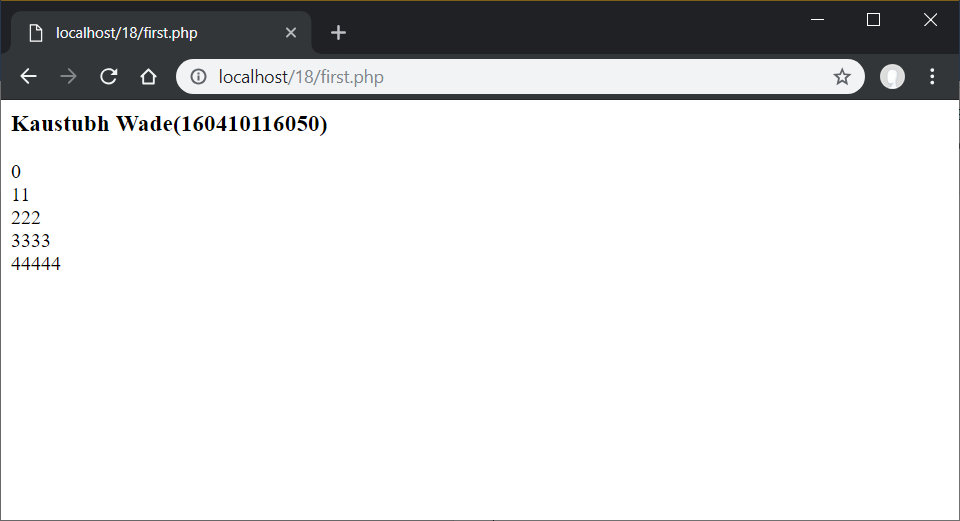 localhost/18/first.php
localhost/18/first.php
Kaustubh Wade(160410116050)
0
11
222
3333
44444